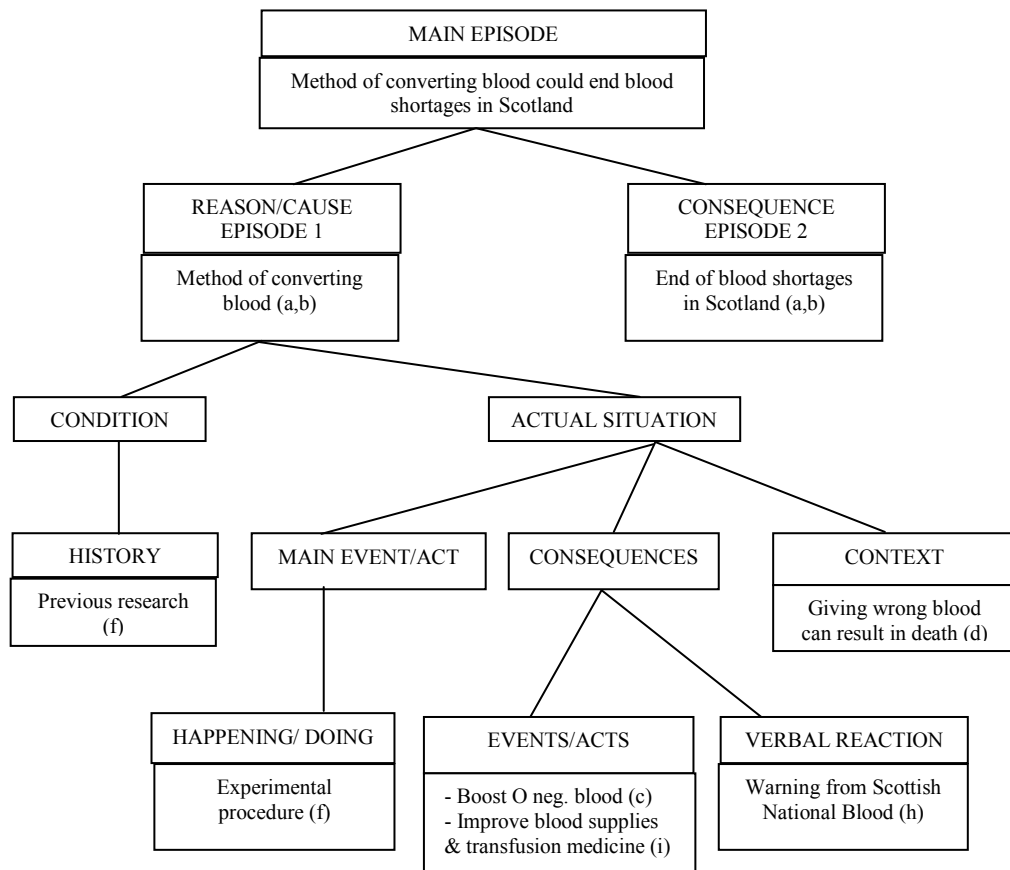 MAIN EPISODE
Method of converting blood could end blood
shortages in Scotland
REASON/CAUSE
EPISODE 1
Method of converting
blood (a,b)
CONSEQUENCE
EPISODE 2
End of blood shortages
in Scotland (a,b)
CONDITION
ACTUAL SITUATION
HISTORY
Previous research
(f)
MAIN EVENT/ACT
CONSEQUENCES
CONTEXT
Giving wrong blood
can result in death (d)
HAPPENING/ DOING
Experimental
procedure (f)
EVENTS/ACTS
- Boost O neg. blood (c)
- Improve blood supplies
& transfusion medicine (i)
VERBAL REACTION
Warning from Scottish
National Blood (h)